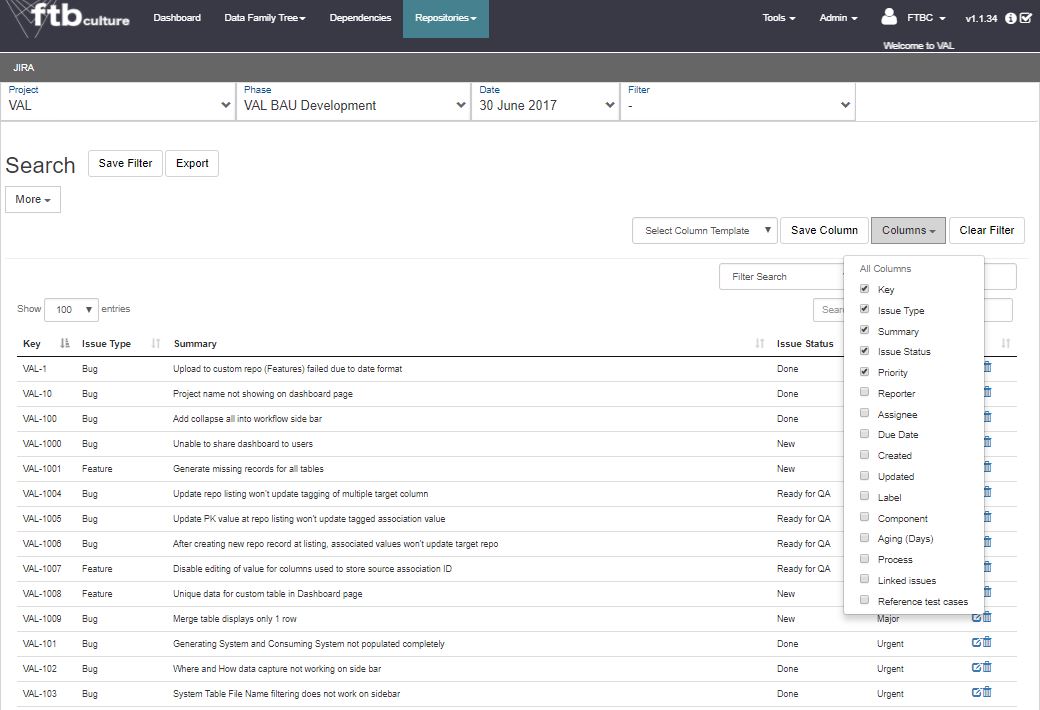 ftb culture Dashboard Data Family Tree Dependencies Repositories Tools Admin FTBC v1.1.34
Welcome to VAL
JIRA
Project Phase Date Filter
VAL VAL BAU Development 30 June 2017 -
Search Save Filter Export
More
Select Column Template Save Column Columns Clear Filter
All Columns
Key
Issue Type
Summary
Issue Status
Priority
Reporter
Assignee
Due Date
Created
Updated
Label
Component
Aging (Days)
Process
Linked issues
Reference test cases
Filter Search
Show 100 entries
Key Issue Type Summary Issue Status
VAL-1 Bug Upload to custom repo (Features) failed due to date format Done
VAL-10 Bug Project name not showing on dashboard page Done
VAL-100 Bug Add collapse all into workflow side bar Done
VAL-1000 Bug Unable to share dashboard to users New
VAL-1001 Feature Generate missing records for all tables New
VAL-1004 Bug Update repo listing won't update tagging of multiple target column Ready for QA
VAL-1005 Bug Update PK value at repo listing won't update tagged association value Ready for QA
VAL-1006 Bug After creating new repo record at listing, associated values won't update target repo Ready for QA
VAL-1007 Feature Disable editing of value for columns used to store source association ID Ready for QA
VAL-1008 Feature Unique data for custom table in Dashboard page New
VAL-1009 Bug Merge table displays only 1 row New Major
VAL-101 Bug Generating System and Consuming System not populated completely Done Urgent
VAL-102 Bug Where and How data capture not working on side bar Done Urgent
VAL-103 Bug System Table File Name filtering does not work on sidebar Done Urgent